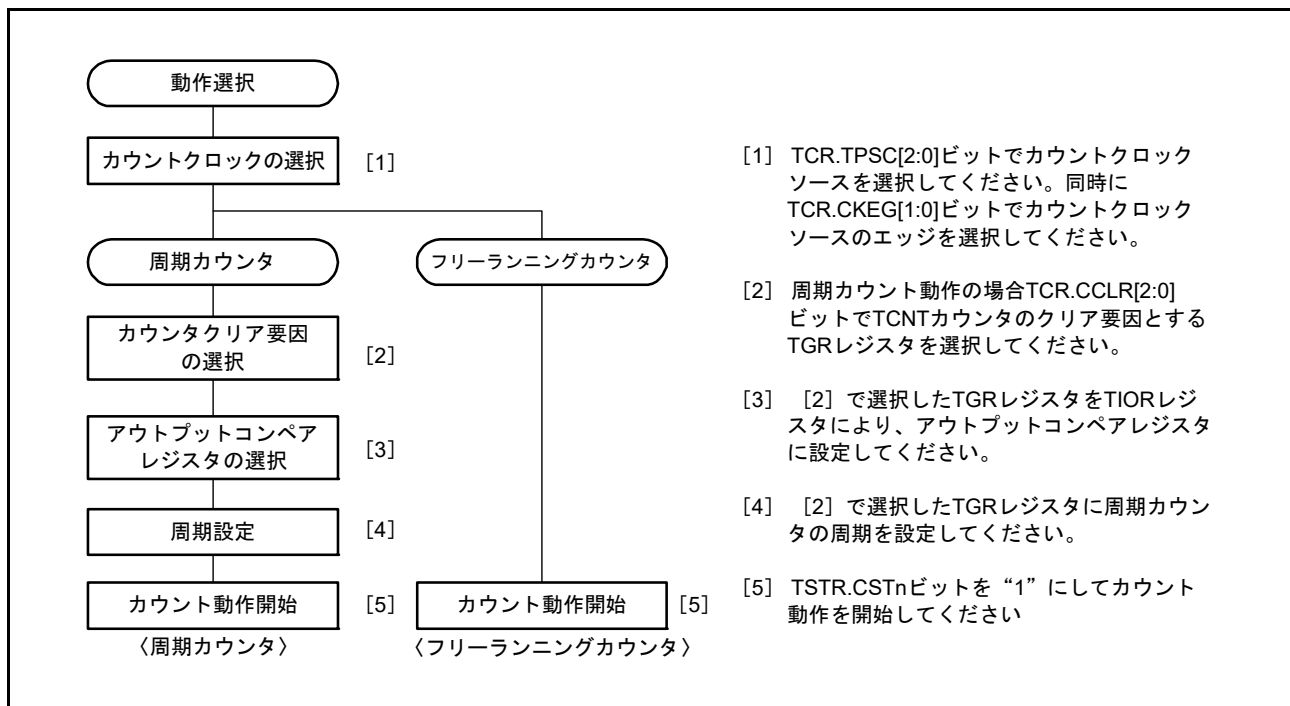 動作選択
カウントクロックの選択 [1]
周期カウンタ
フリーランニングカウンタ
カウンタクリア要因
の選択
[2]
アウトプットコンペア
レジスタの選択
[3]
周期設定 [4]
カウント動作開始 [5]
〈周期カウンタ〉
カウント動作開始 [5]
〈フリーランニングカウンタ〉
[1] TCR.TPSC[2:0]ビットでカウントクロック
ソースを選択してください。同時に
TCR.CKEG[1:0]ビットでカウントクロック
ソースのエッジを選択してください。
[2] 周期カウント動作の場合TCR.CCLR[2:0]
ビットでTCNTカウンタのクリア要因とする
TGRレジスタを選択してください。
[3] [2]で選択したTGRレジスタをTIORレジ
スタにより、アウトプットコンペアレジスタ
に設定してください。
[4] [2]で選択したTGRレジスタに周期カウン
タの周期を設定してください。
[5] TSTR.CSTnビットを“1”にしてカウント
動作を開始してください